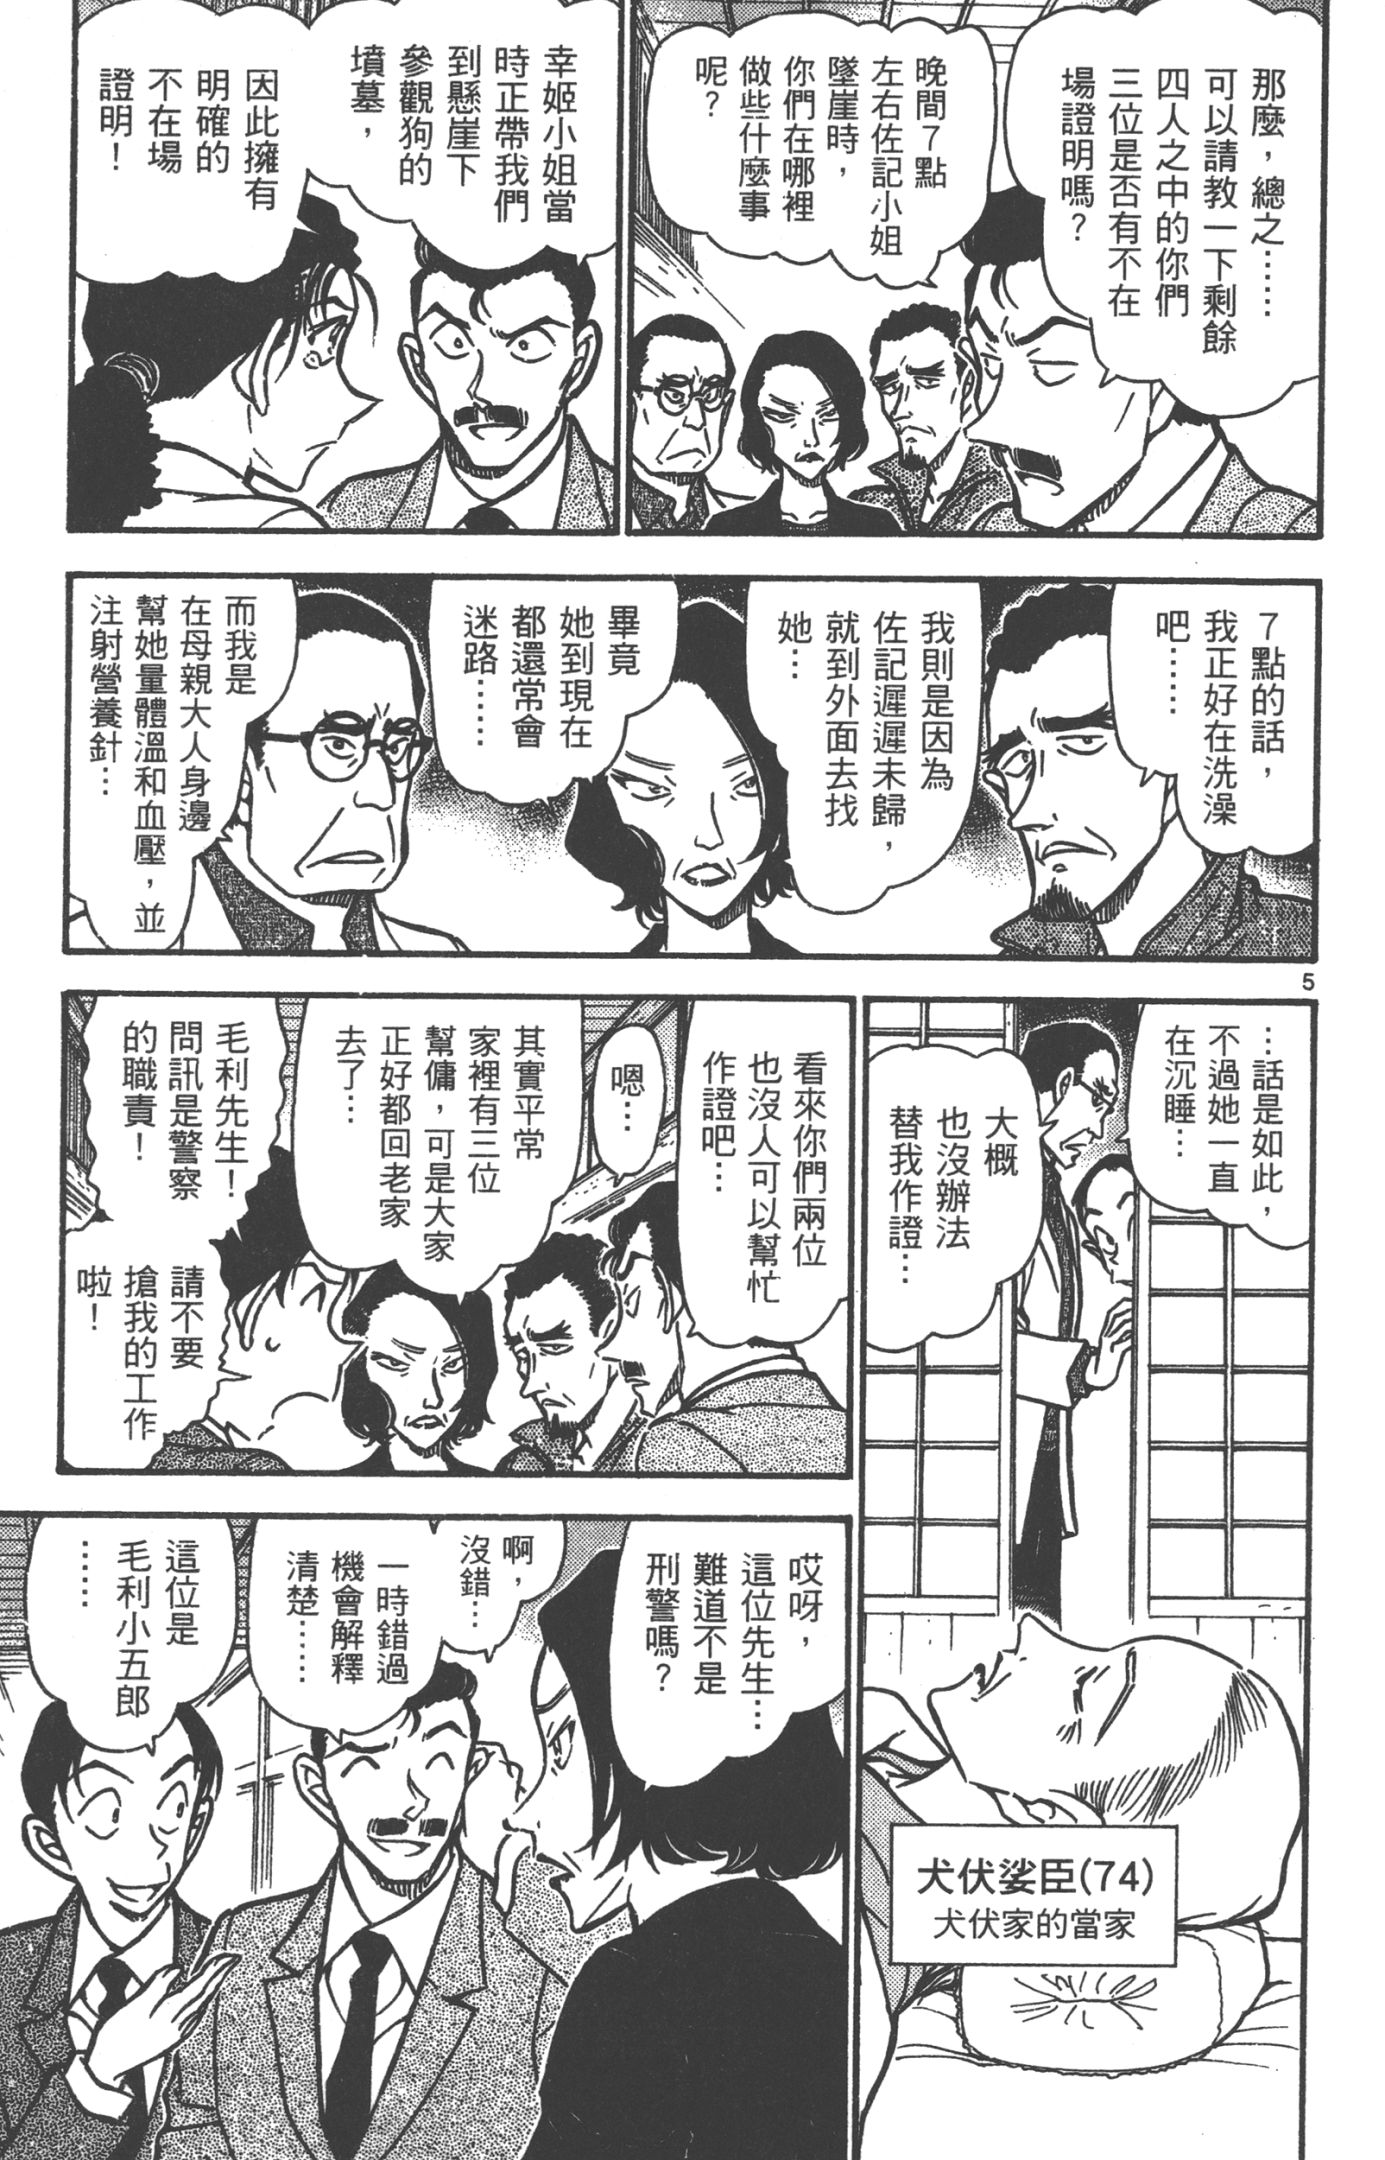 那麼，總之……
可以請教一下剩餘
四人之中的你們
三位是否有不在
場證明嗎？
晚間7點
左右佐記小姐
墜崖時，
你們在哪裡
做些什麼事
呢？
幸姬小姐當
時正帶我們
到懸崖下
參觀狗的
墳墓，
因此擁有
明確的
不在場
證明！
7點的話，
我正好在洗澡
吧……
我則是因為
佐記遲遲未歸，
就到外面去找
她…
畢竟
她到現在
都還常會
迷路……
而我是
在母親大人身邊
幫她量體溫和血壓，並
注射營養針…
5
…話是如此，
不過她一直
在沉睡…
大概
也沒辦法
替我作證…
犬伏娑臣(74)
犬伏家的當家
看來你們兩位
也沒人可以幫忙
作證吧…
嗯…
其實平常
家裡有三位
幫傭，可是大家
正好都回老家
去了…
毛利先生！
問訊是警察
的職責！
請不要
搶我的工作
啦！
哎呀，
這位先生…
難道不是
刑警嗎？
啊，
沒錯…
一時錯過
機會解釋
清楚……
這位是
毛利小五郎
……